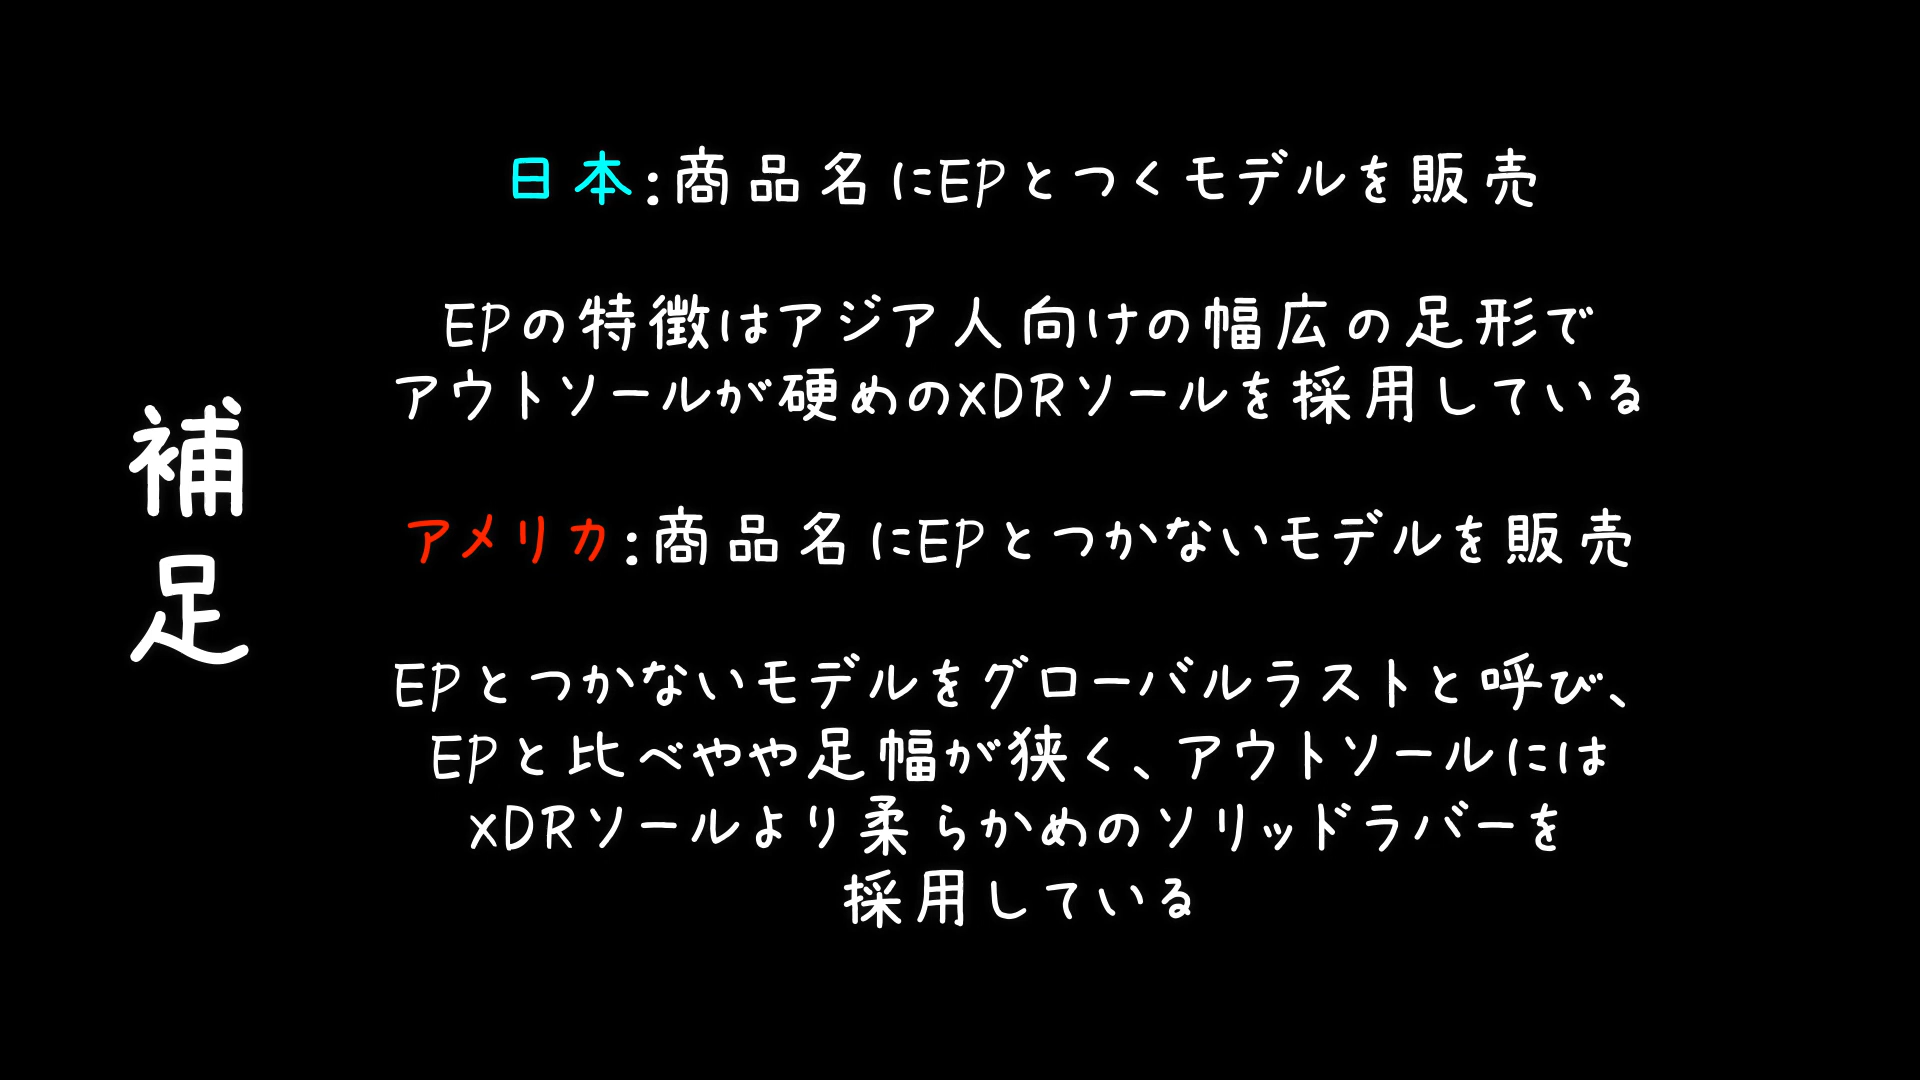 補足
日本:商品名にEPとつくモデルを販売
EPの特徴はアジア人向けの幅広の足形で
アウトソールが硬めのXDRソールを採用している
アメリカ:商品名にEPとつかないモデルを販売
EPとつかないモデルをグローバルラストと呼び、
EPと比べやや足幅が狭く、アウトソールには
XDRソールより柔らかめのソリッドラバーを
採用している